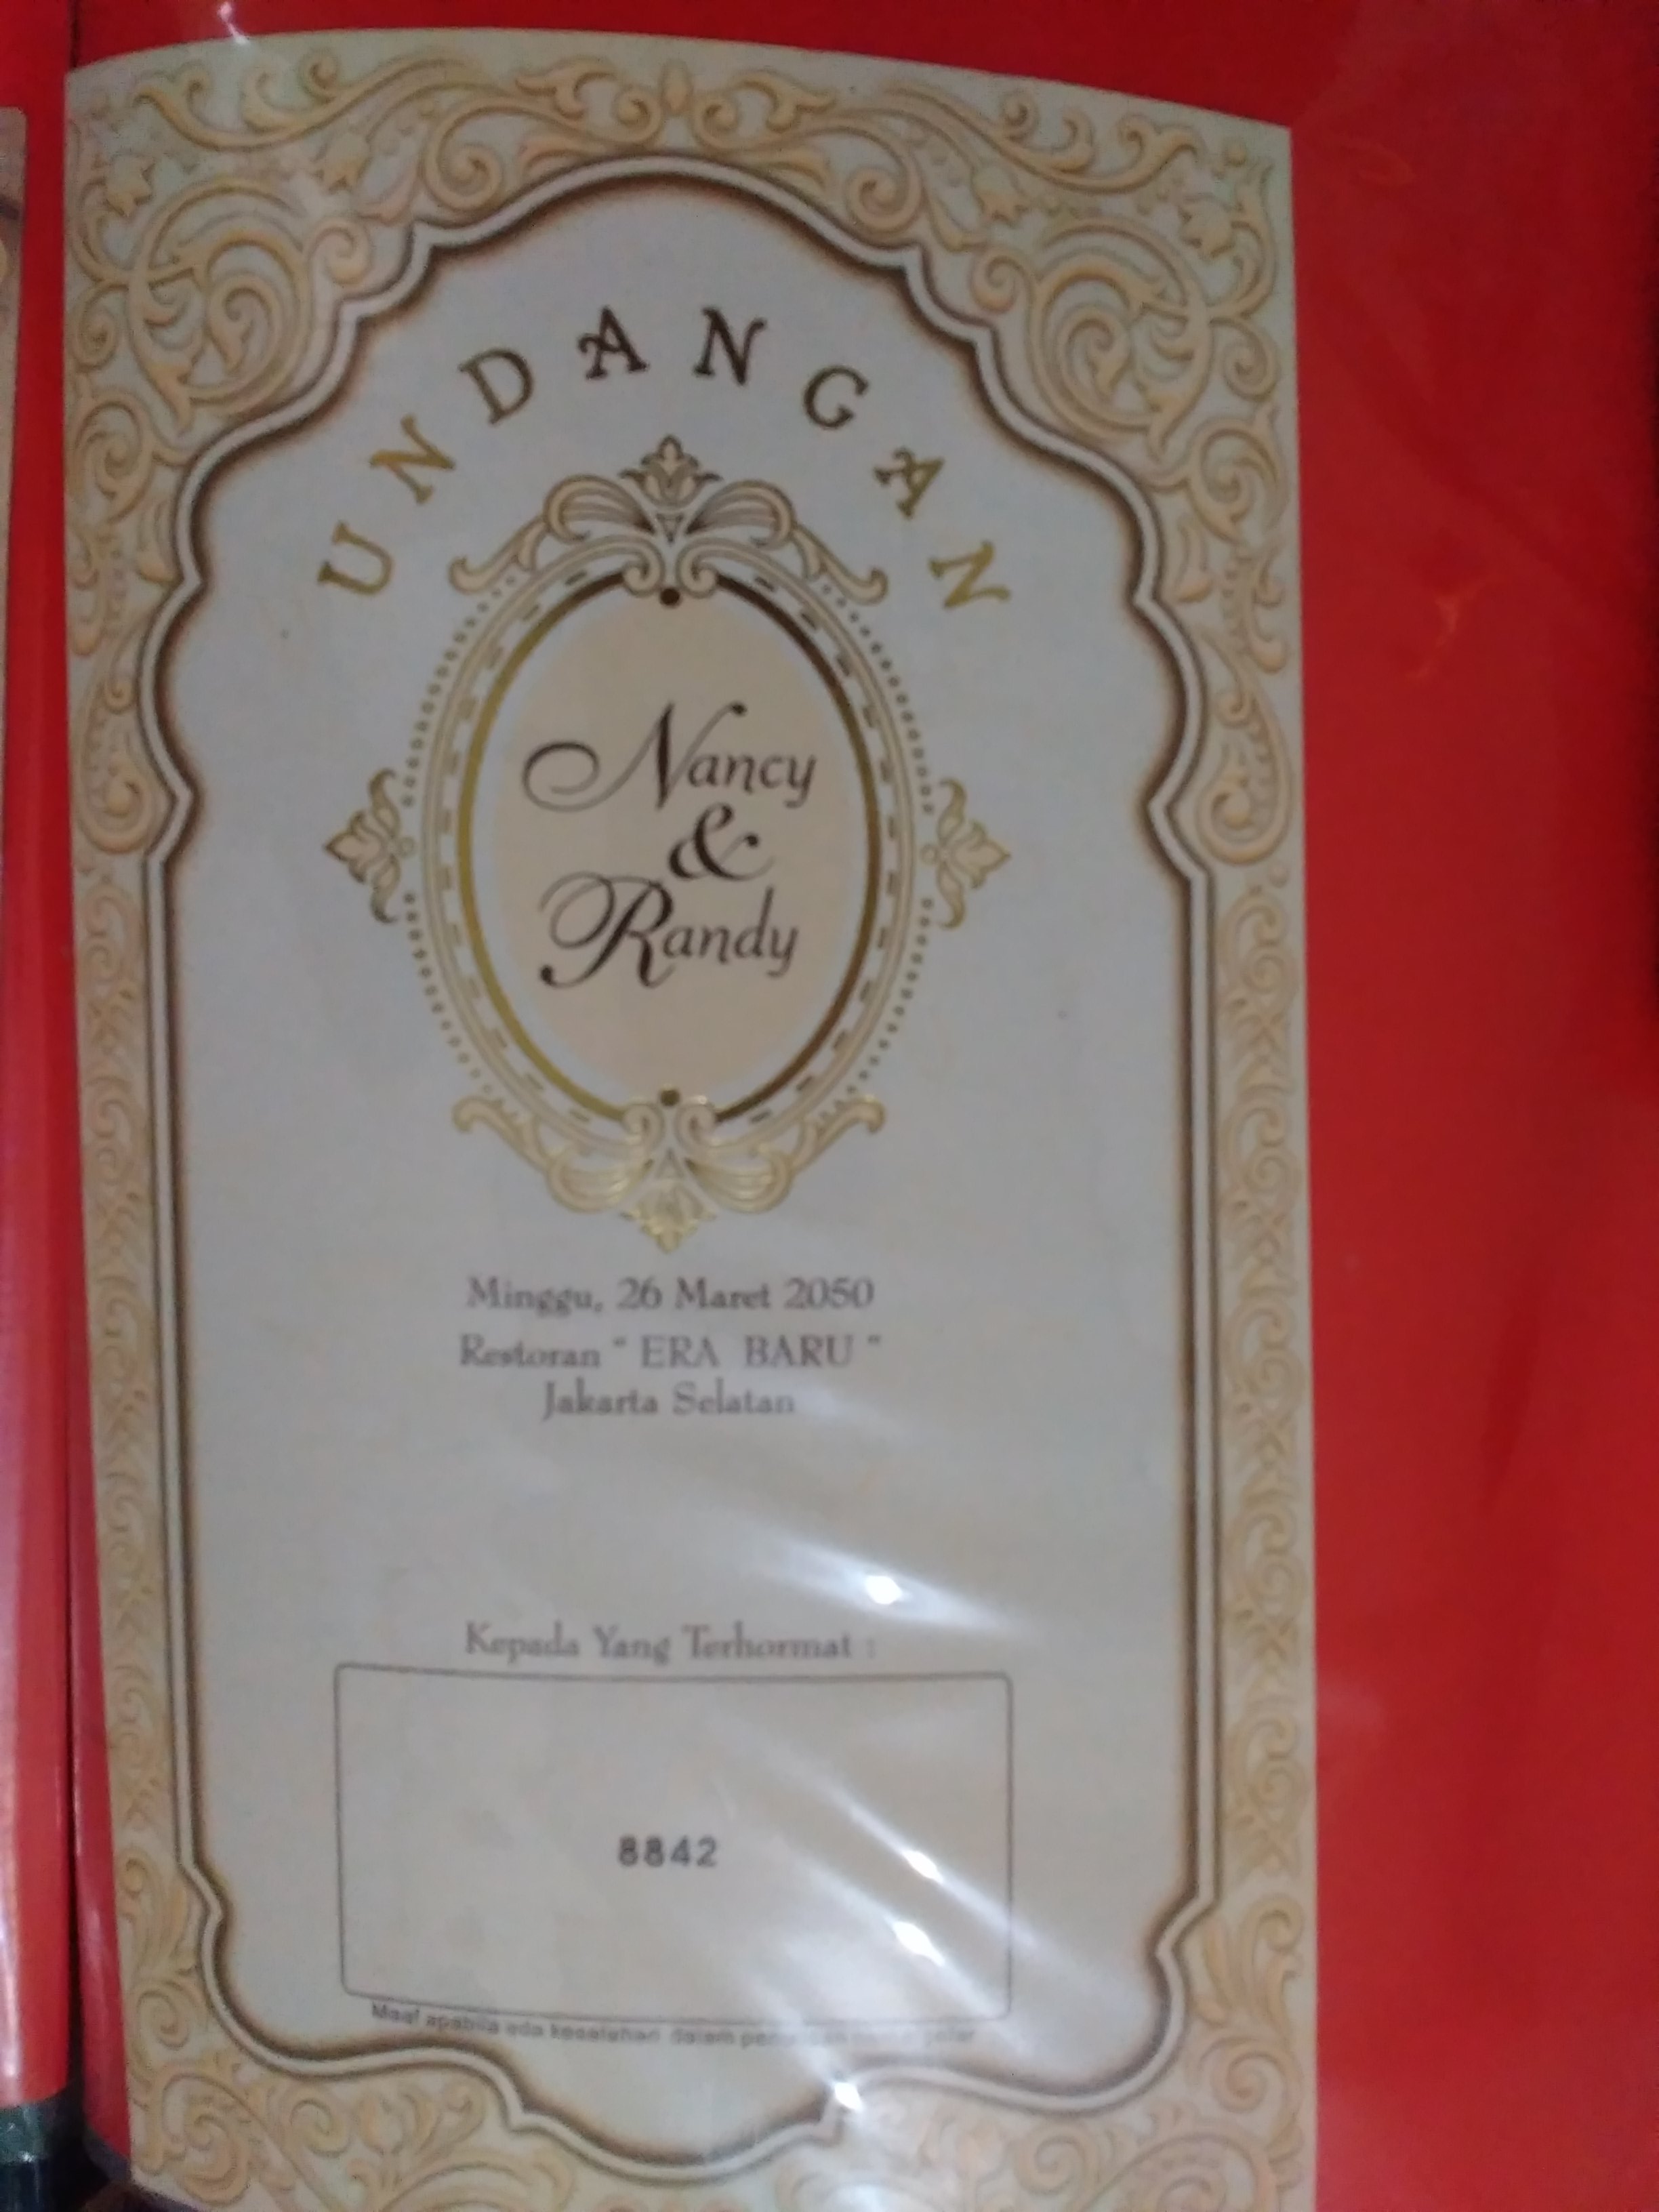 UNDANGAN
Nancy
&
Randy
Minggu, 26 Maret 2050
Restoran " ERA BARU "
Jakarta Selatan
Kepada Yang Terhormat :
8842
Maaf apabila ada kesalahan dalam